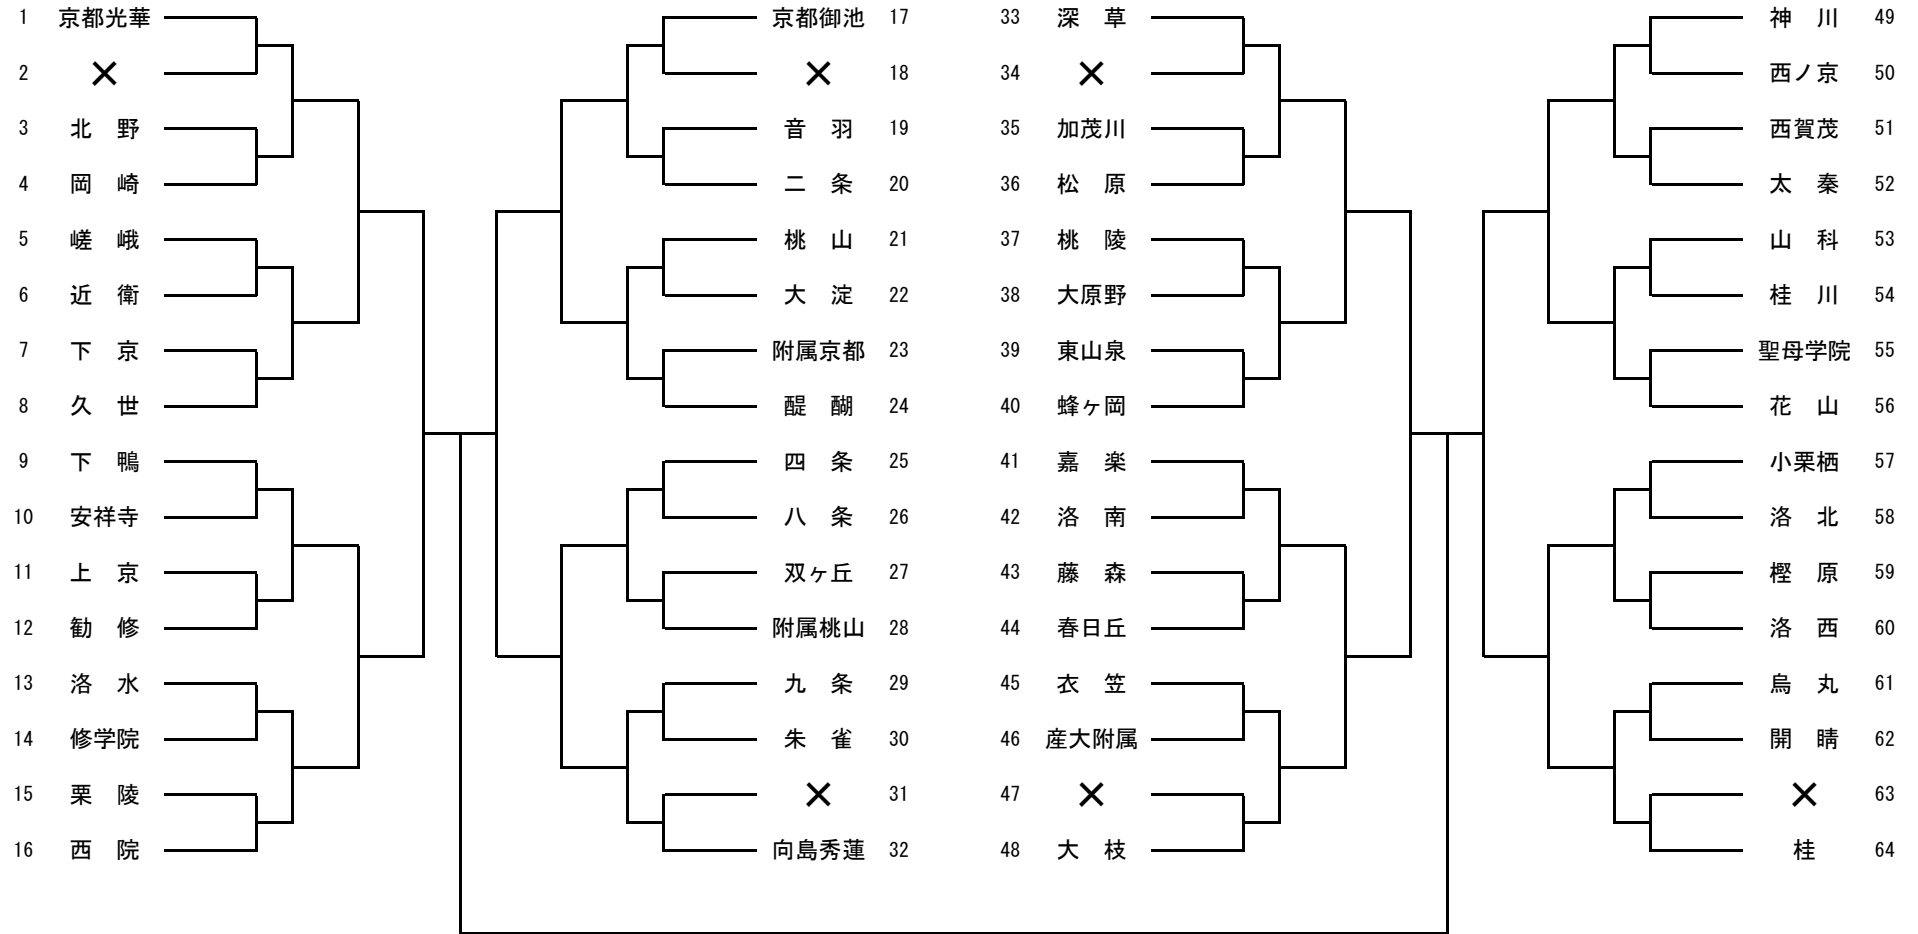 1 京都光華 京都御池 17 33 深 草 神 川 49
2 × × 18 34 × 西ノ京 50
3 北 野 音 羽 19 35 加茂川 西賀茂 51
4 岡 崎 二 条 20 36 松 原 太 秦 52
5 嵯 峨 桃 山 21 37 桃 陵 山 科 53
6 近 衛 大 淀 22 38 大原野 桂 川 54
7 下 京 附属京都 23 39 東山泉 聖母学院 55
8 久 世 醍 醐 24 40 蜂ヶ岡 花 山 56
9 下 鴨 四 条 25 41 嘉 楽 小栗栖 57
10 安祥寺 八 条 26 42 洛 南 洛 北 58
11 上 京 双ヶ丘 27 43 藤 森 樫 原 59
12 勧 修 附属桃山 28 44 春日丘 洛 西 60
13 洛 水 九 条 29 45 衣 笠 烏 丸 61
14 修学院 朱 雀 30 46 産大附属 開 睛 62
15 栗 陵 × 31 47 × × 63
16 西 院 向島秀蓮 32 48 大 枝 桂 64